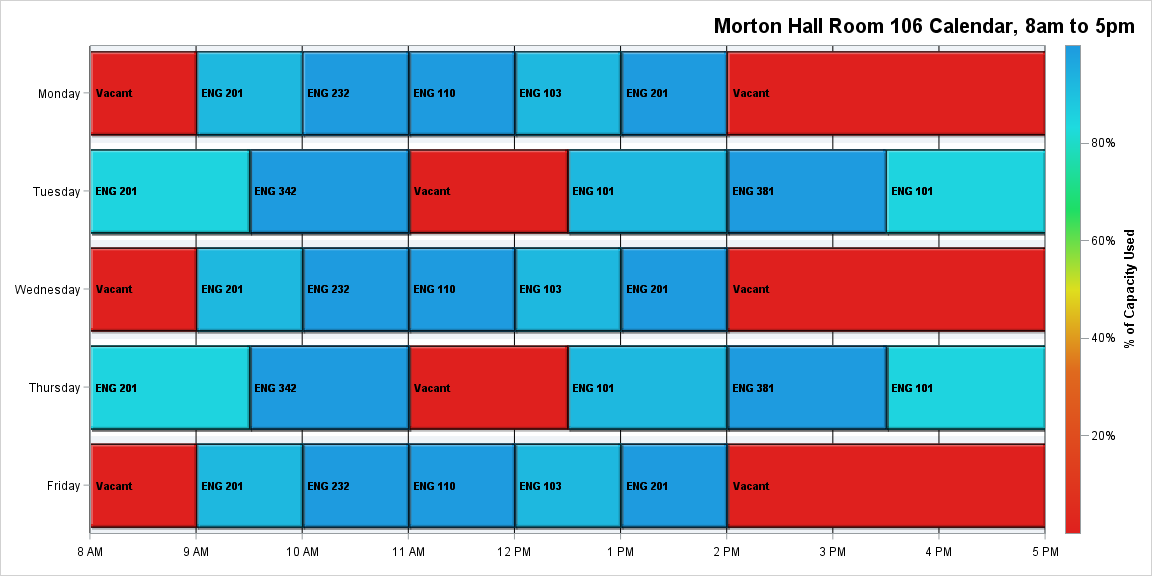 Morton Hall Room 106 Calendar, 8am to 5pm
Monday
Vacant
ENG 201
ENG 232
ENG 110
ENG 103
ENG 201
Vacant
Tuesday
ENG 201
ENG 342
Vacant
ENG 101
ENG 381
ENG 101
Wednesday
Vacant
ENG 201
ENG 232
ENG 110
ENG 103
ENG 201
Vacant
Thursday
ENG 201
ENG 342
Vacant
ENG 101
ENG 381
ENG 101
Friday
Vacant
ENG 201
ENG 232
ENG 110
ENG 103
ENG 201
Vacant
8 AM
9 AM
10 AM
11 AM
12 PM
1 PM
2 PM
3 PM
4 PM
5 PM
80%
60%
40%
20%
% of Capacity Used